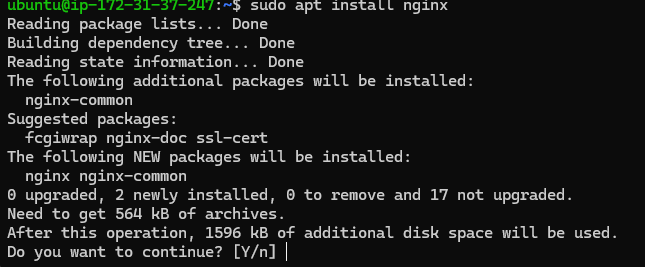 ubuntu@ip-172-31-37-247:~$ sudo apt install nginx
Reading package lists... Done
Building dependency tree... Done
Reading state information... Done
The following additional packages will be installed:
  nginx-common
Suggested packages:
  fcgiwrap nginx-doc ssl-cert
The following NEW packages will be installed:
  nginx nginx-common
0 upgraded, 2 newly installed, 0 to remove and 17 not upgraded.
Need to get 564 kB of archives.
After this operation, 1596 kB of additional disk space will be used.
Do you want to continue? [Y/n]